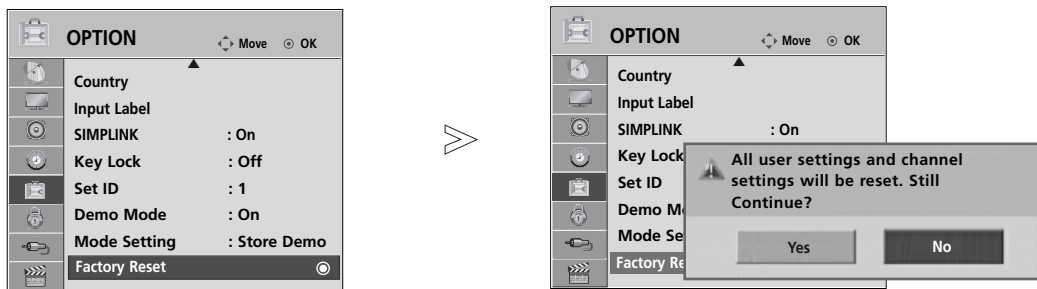 OPTION
Move OK
Country
Input Label
SIMPLINK : On
Key Lock : Off
Set ID : 1
Demo Mode : On
Mode Setting : Store Demo
Factory Reset
OPTION
Move OK
Country
Input Label
SIMPLINK : On
Key Lock
Set ID
Demo M
Mode Se
Factory Re
All user settings and channel
settings will be reset. Still
Continue?
Yes No